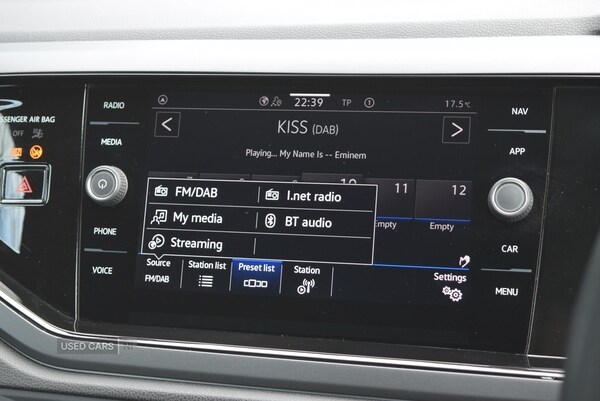 RADIO
MEDIA
PHONE
VOICE
SSENGER AIR BAG
OFF
22:39 TP 1 17.5°C
KISS (DAB)
Playing... My Name Is -- Eminem
11 12
Empty Empty
FM/DAB I.net radio
My media BT audio
Streaming
Source
FM/DAB
Station list
Preset list
Station
Settings
NAV
APP
CAR
MENU
USED CARS